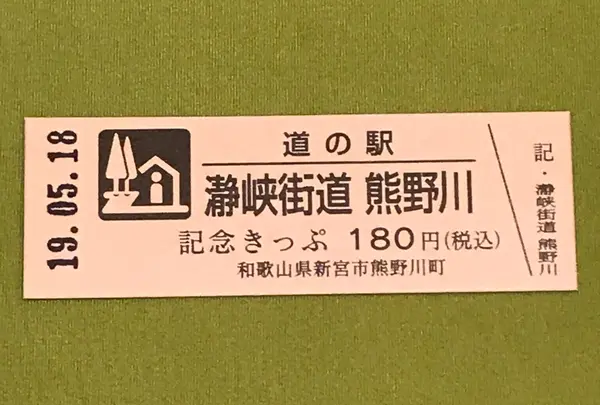 19.05.18
道の駅
瀞峡街道 熊野川
記念きっぷ 180円(税込)
和歌山県新宮市熊野川町
記・瀞峡街道 熊野川